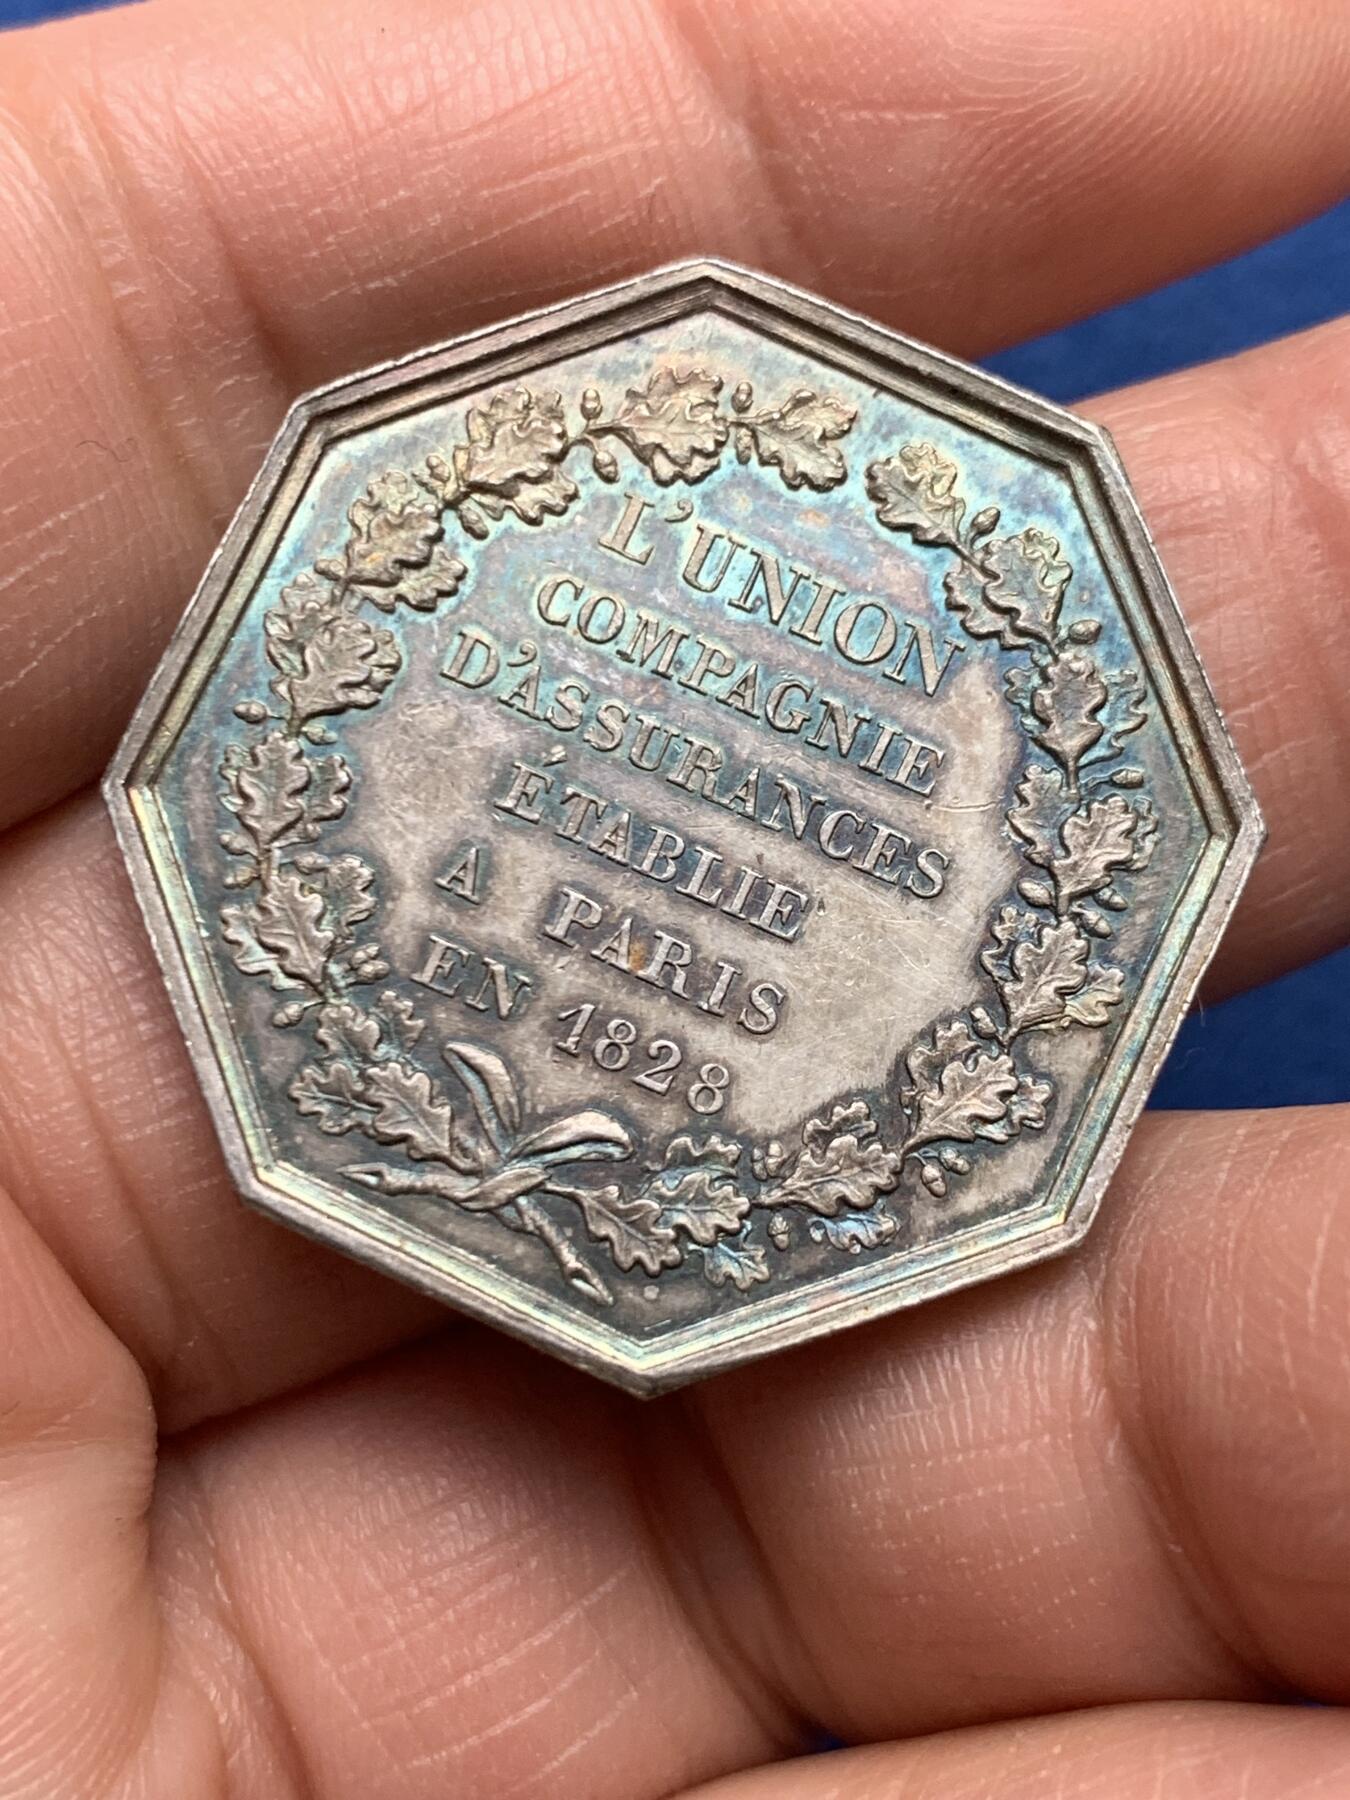 L'UNION
COMPAGNIE
D'ASSURANCES
ÉTABLIE
A PARIS
EN 1828